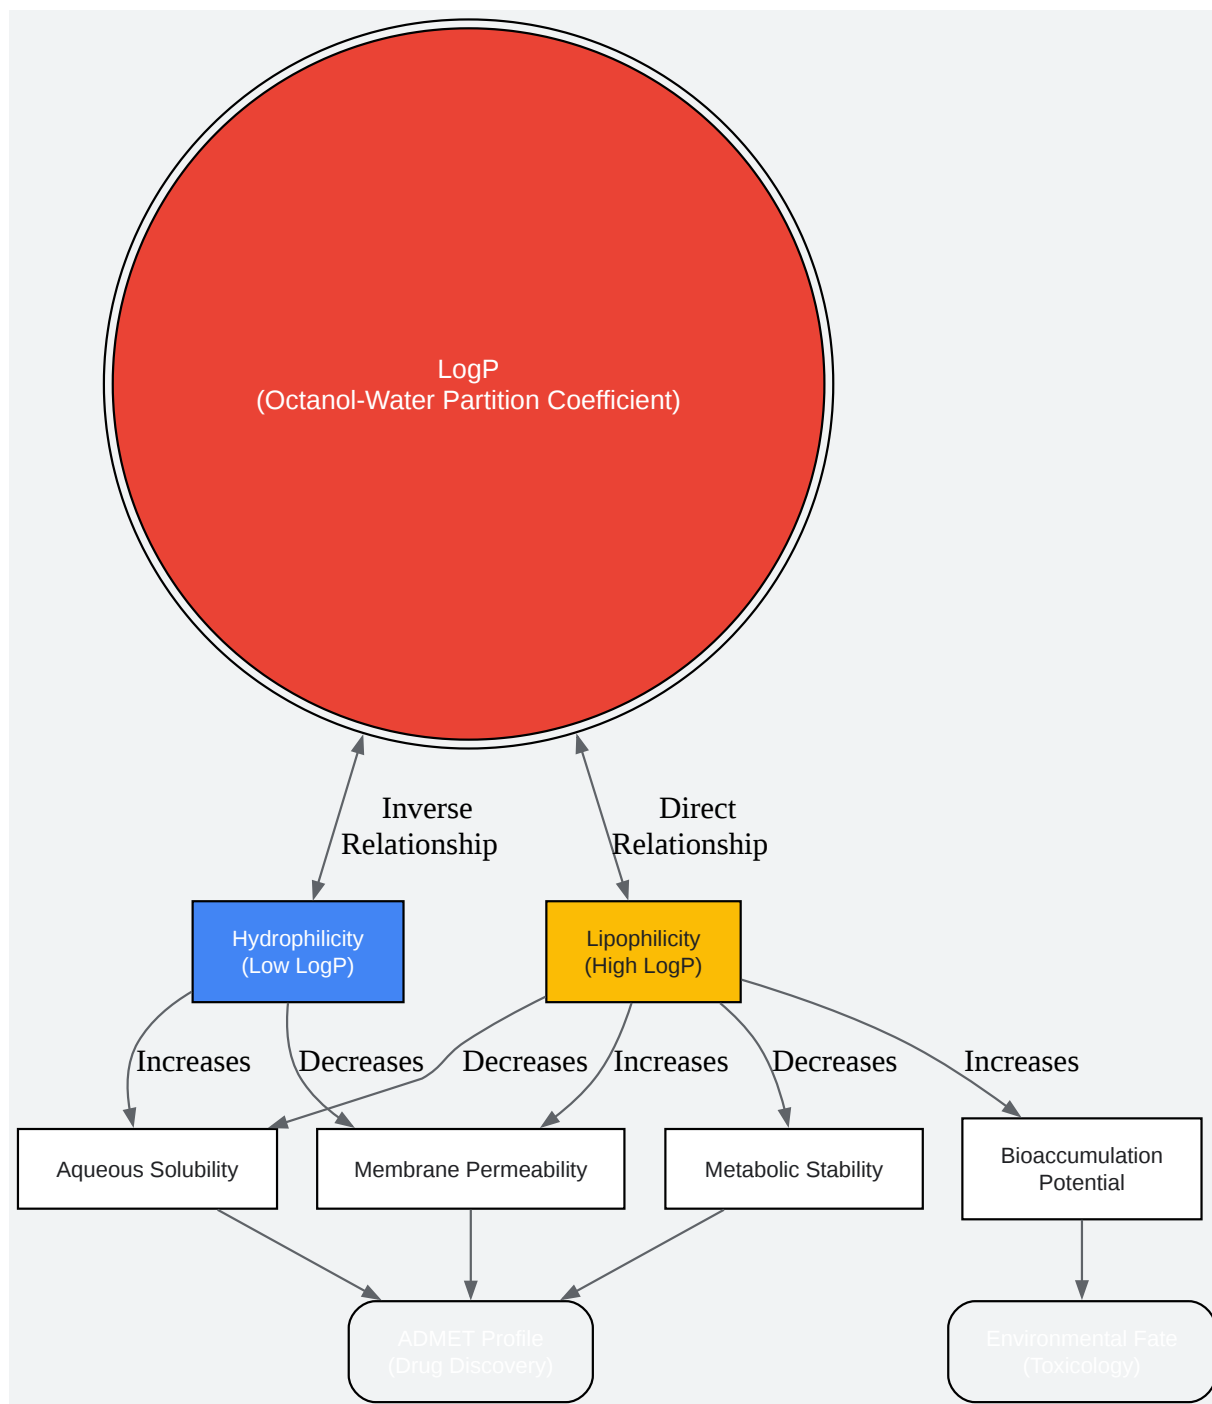 LogP
(Octanol-Water Partition Coefficient)
Inverse
Relationship
Direct
Relationship
Hydrophilicity
(Low LogP)
Lipophilicity
(High LogP)
Increases
Decreases
Decreases
Increases
Decreases
Increases
Aqueous Solubility
Membrane Permeability
Metabolic Stability
Bioaccumulation
Potential
ADMET Profile
(Drug Discovery)
Environmental Fate
(Toxicology)